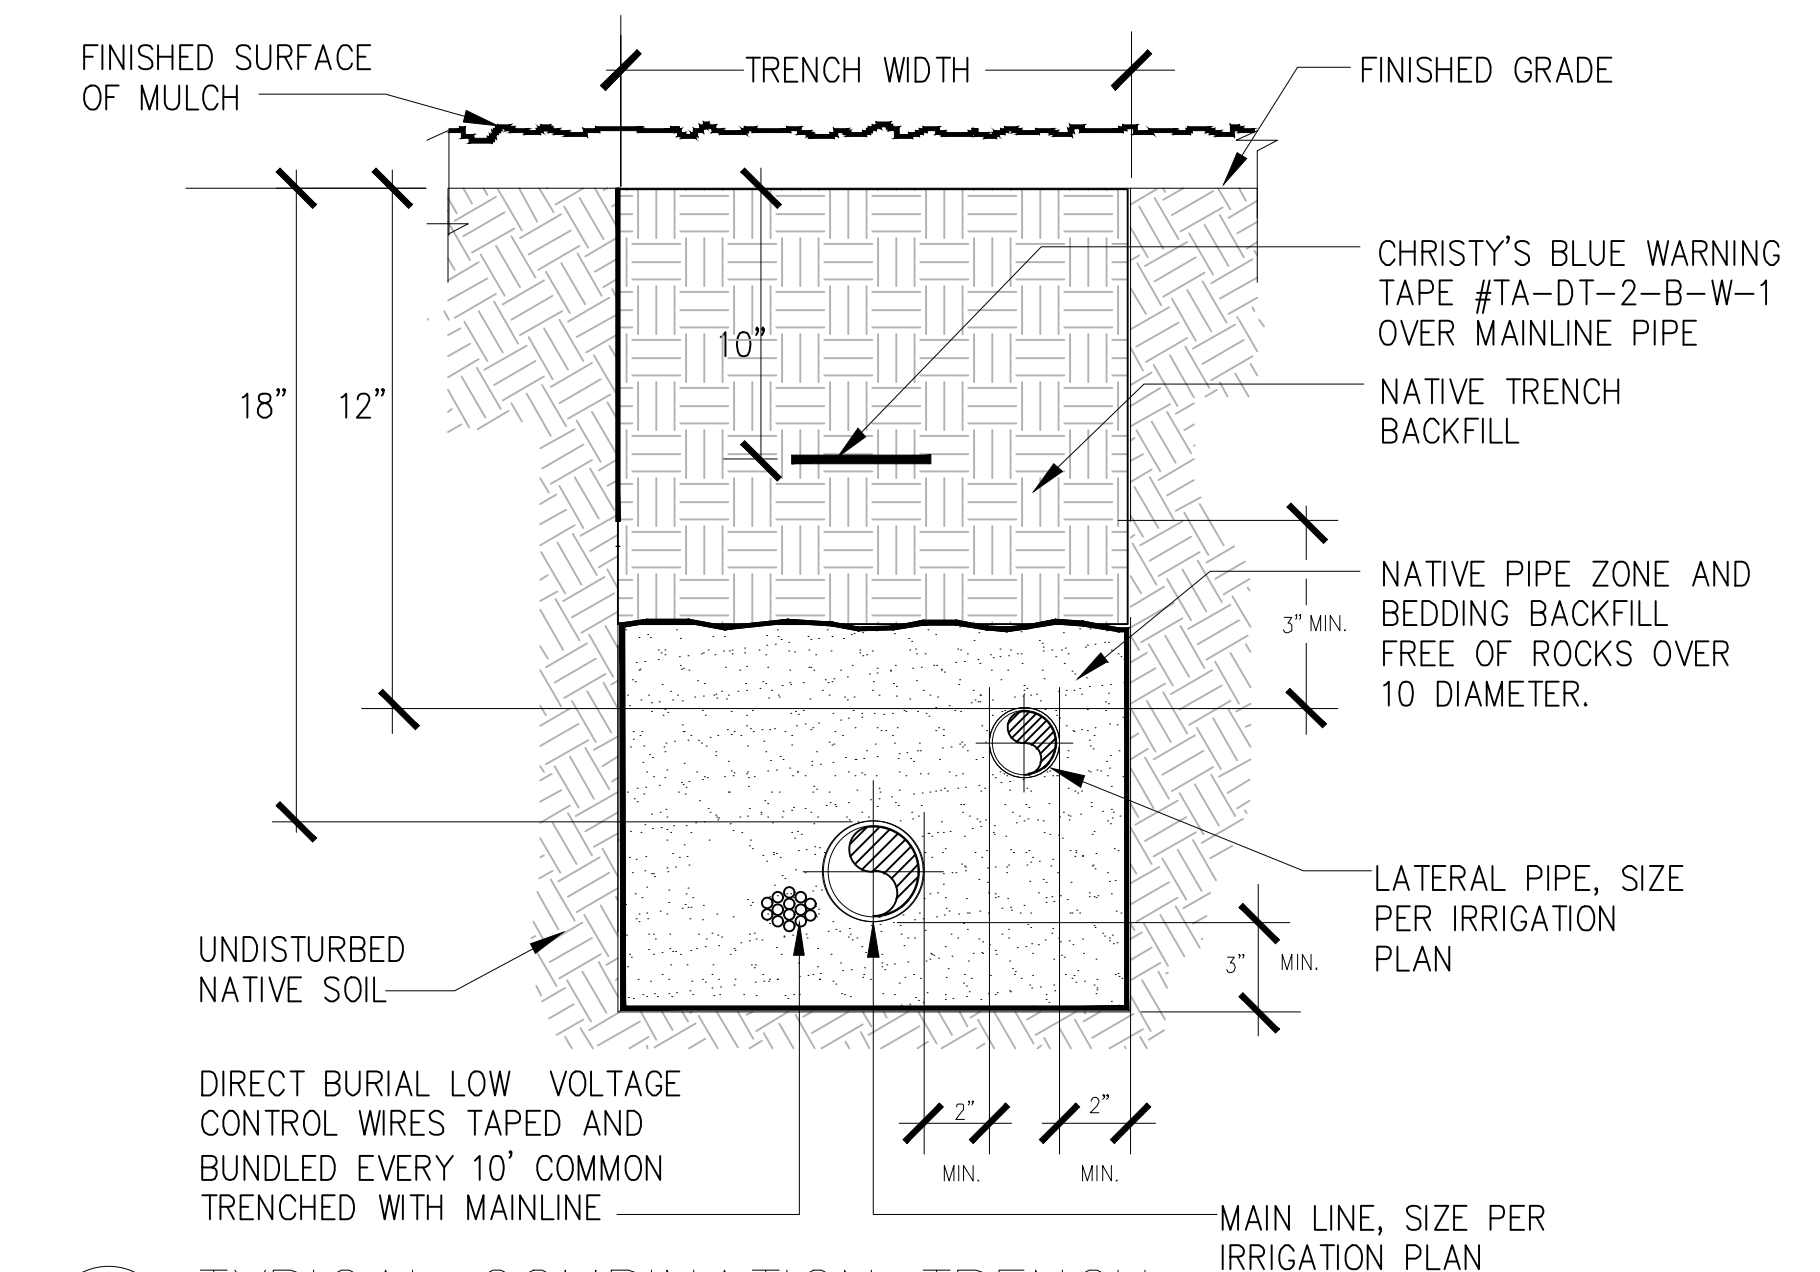 FINISHED SURFACE
OF MULCH
TRENCH WIDTH
FINISHED GRADE
CHRISTY'S BLUE WARNING
TAPE #TA-DT-2-B-W-1
OVER MAINLINE PIPE
10"
18"
12"
NATIVE TRENCH
BACKFILL
NATIVE PIPE ZONE AND
BEDDING BACKFILL
FREE OF ROCKS OVER
10 DIAMETER.
3" MIN.
LATERAL PIPE, SIZE
PER IRRIGATION
PLAN
3" MIN.
UNDISTURBED
NATIVE SOIL
DIRECT BURIAL LOW VOLTAGE
CONTROL WIRES TAPED AND
BUNDLED EVERY 10' COMMON
TRENCHED WITH MAINLINE
2"
MIN.
2"
MIN.
MAIN LINE, SIZE PER
IRRIGATION PLAN